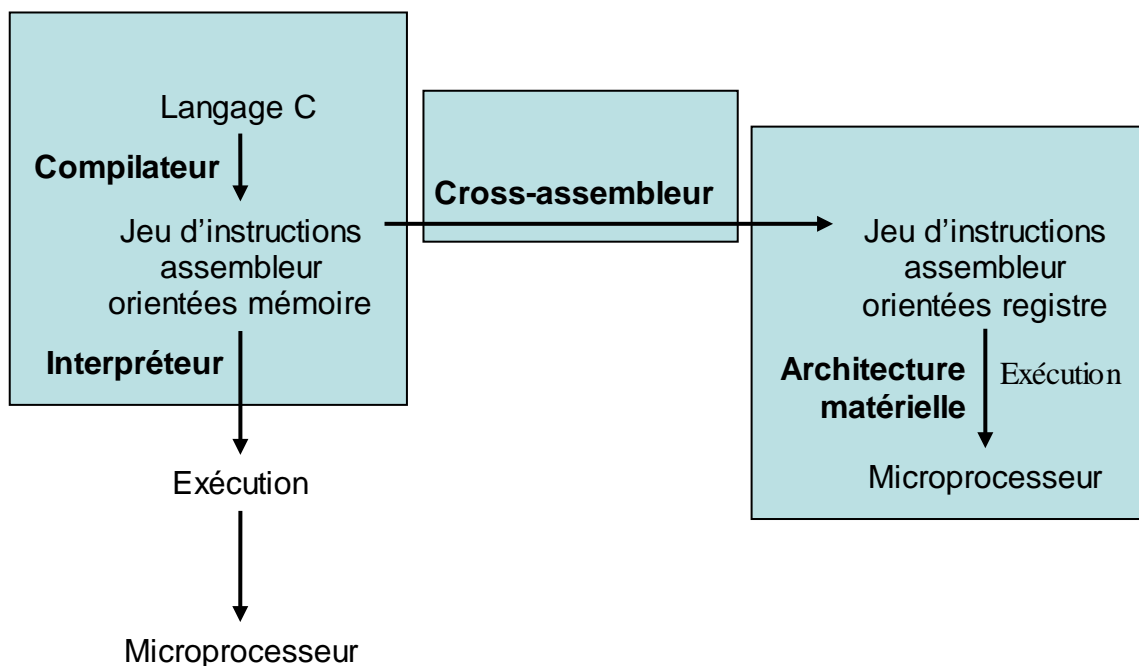 Langage C
Compilateur
Jeu d'instructions
assembleur
orientées mémoire
Interpréteur
Exécution
Microprocesseur
Cross-assembleur
Jeu d'instructions
assembleur
orientées registre
Architecture
matérielle
Exécution
Microprocesseur